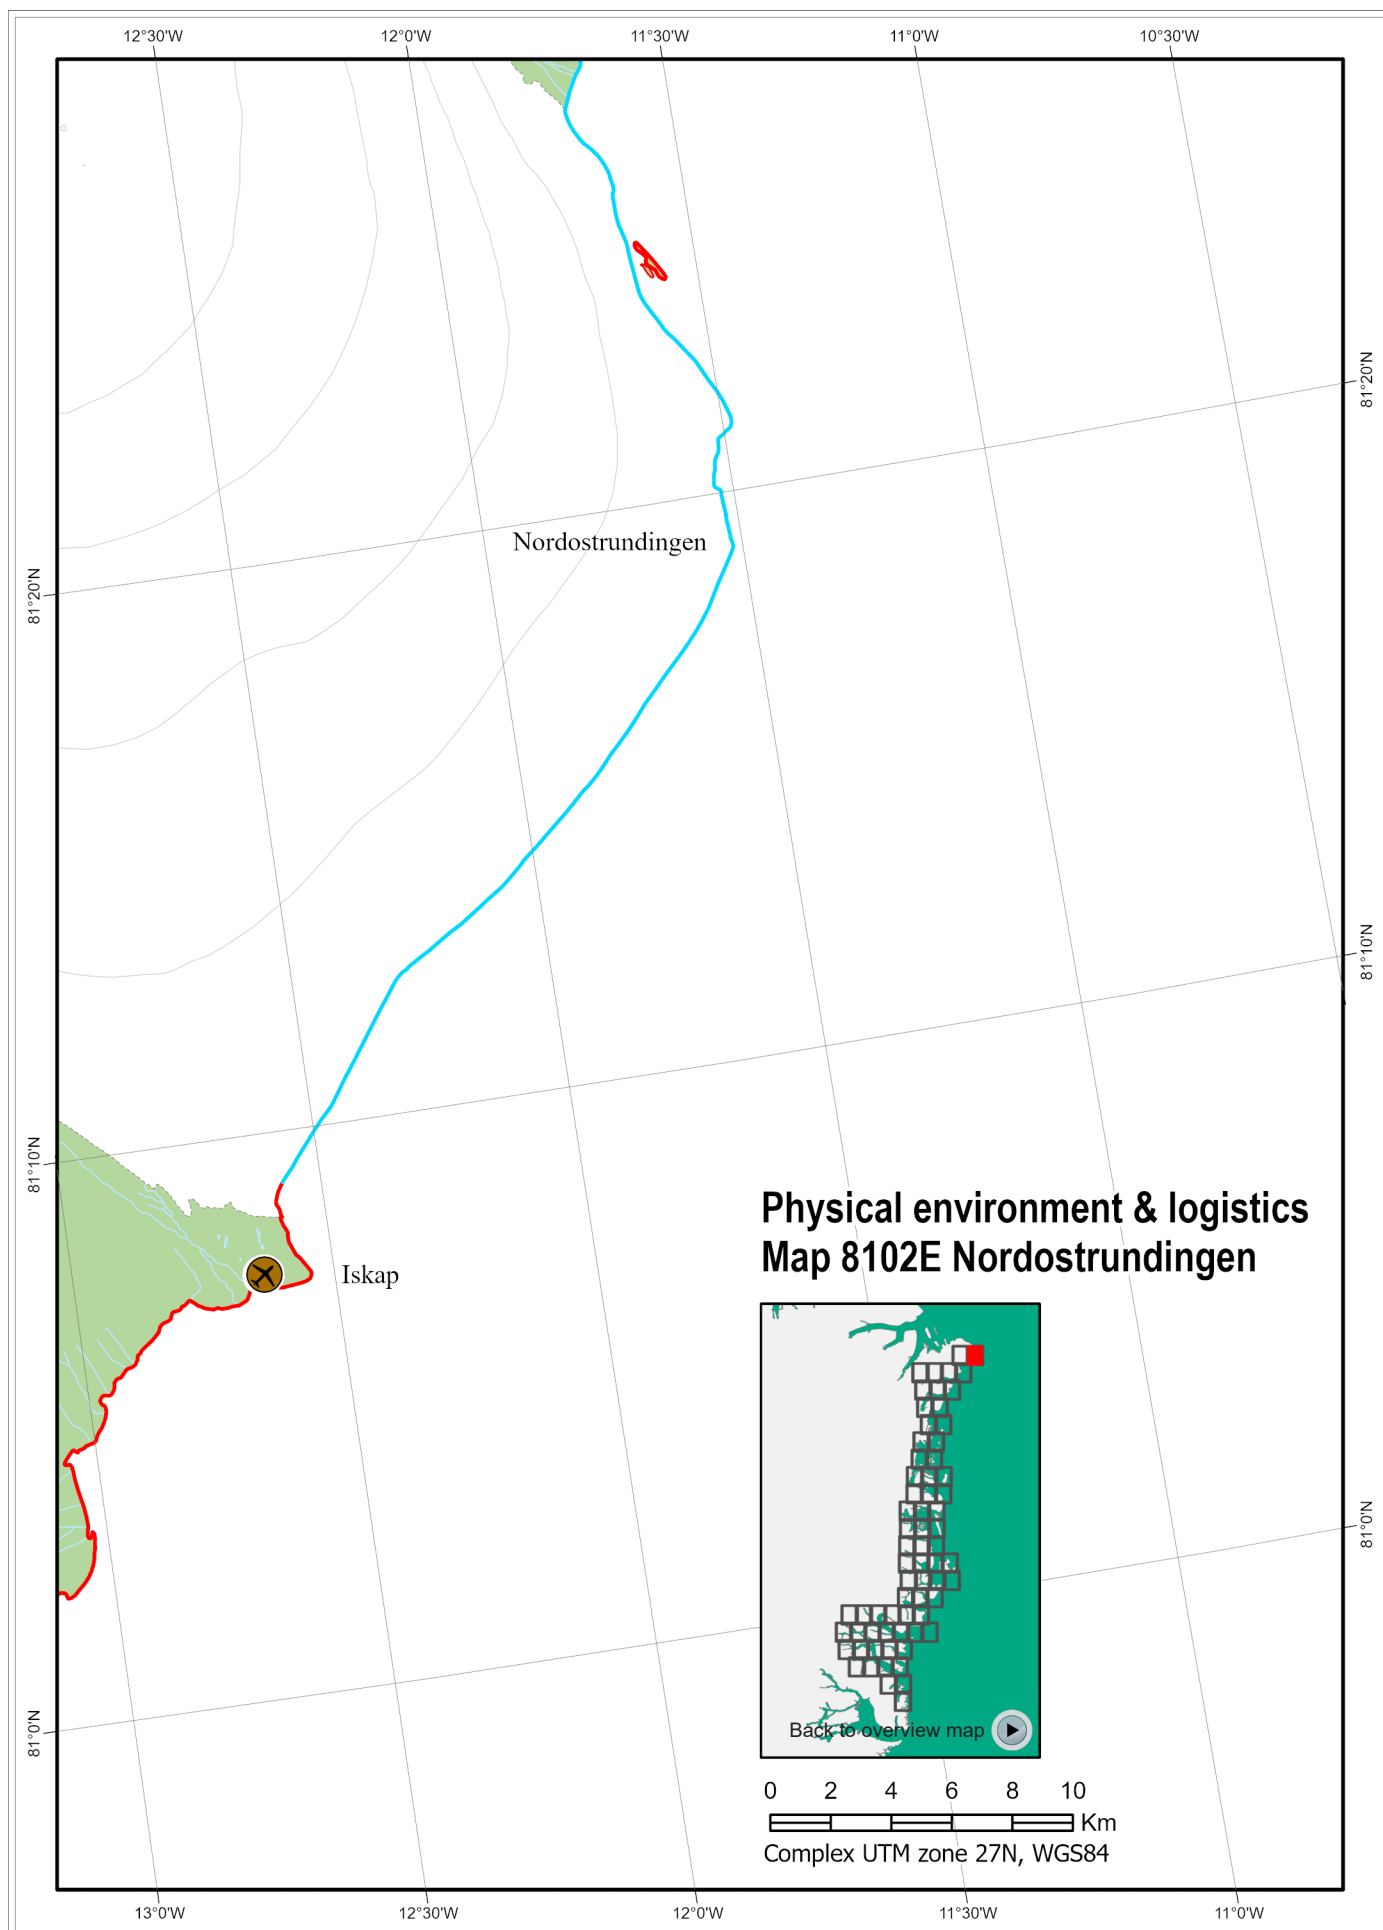 12°30'W 12°0'W 11°30'W 11°0'W 10°30'W
81°20'N
Nordostrundingen
81°20'N
81°10'N
81°10'N
Physical environment & logistics
Map 8102E Nordostrundingen
Iskap
81°0'N
81°0'N
Back to overview map
0 2 4 6 8 10
Km
Complex UTM zone 27N, WGS84
13°0'W 12°30'W 12°0'W 11°30'W 11°0'W